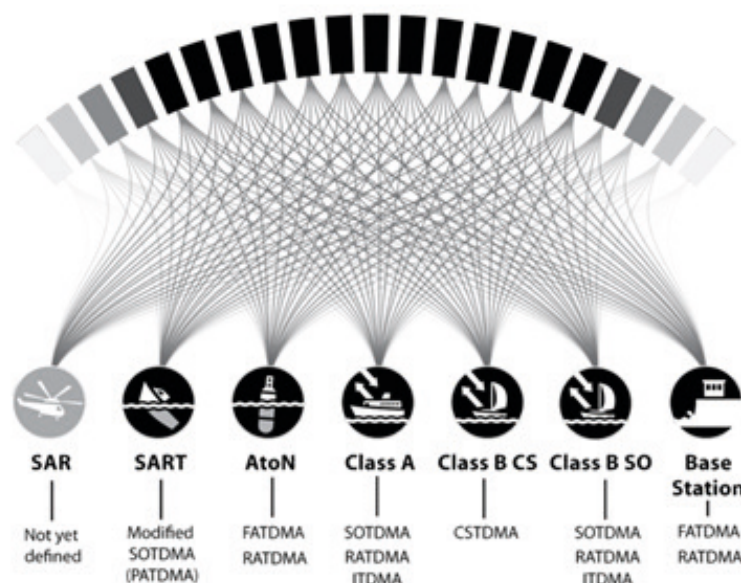 SAR
SART
AtoN
Class A
Class B CS
Class B SO
Base
Station
Not yet
defined
Modified
SOTDMA
(PATDMA)
FATDMA
RATDMA
SOTDMA
RATDMA
ITDMA
CSTDMA
SOTDMA
RATDMA
ITDMA
FATDMA
RATDMA